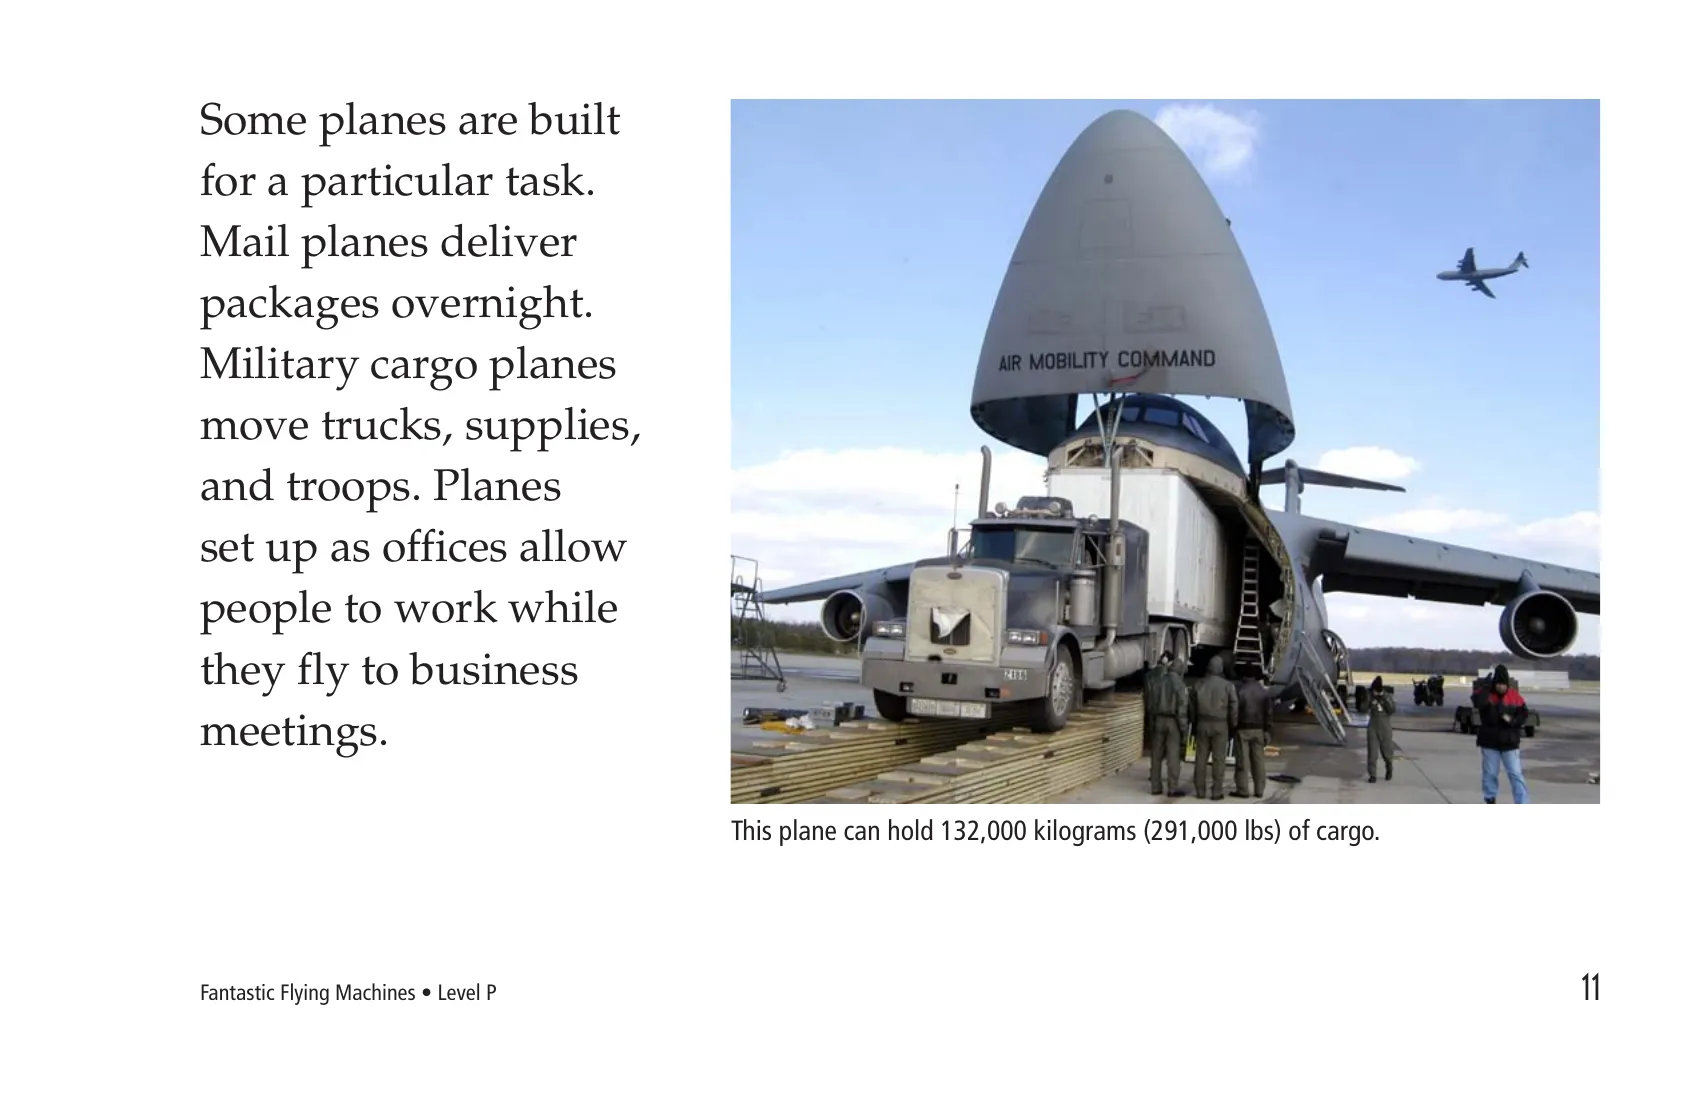 Some planes are built
for a particular task.
Mail planes deliver
packages overnight.
Military cargo planes
move trucks, supplies,
and troops. Planes
set up as offices allow
people to work while
they fly to business
meetings.
AIR MOBILITY COMMAND
This plane can hold 132,000 kilograms (291,000 lbs) of cargo.
Fantastic Flying Machines • Level P
11